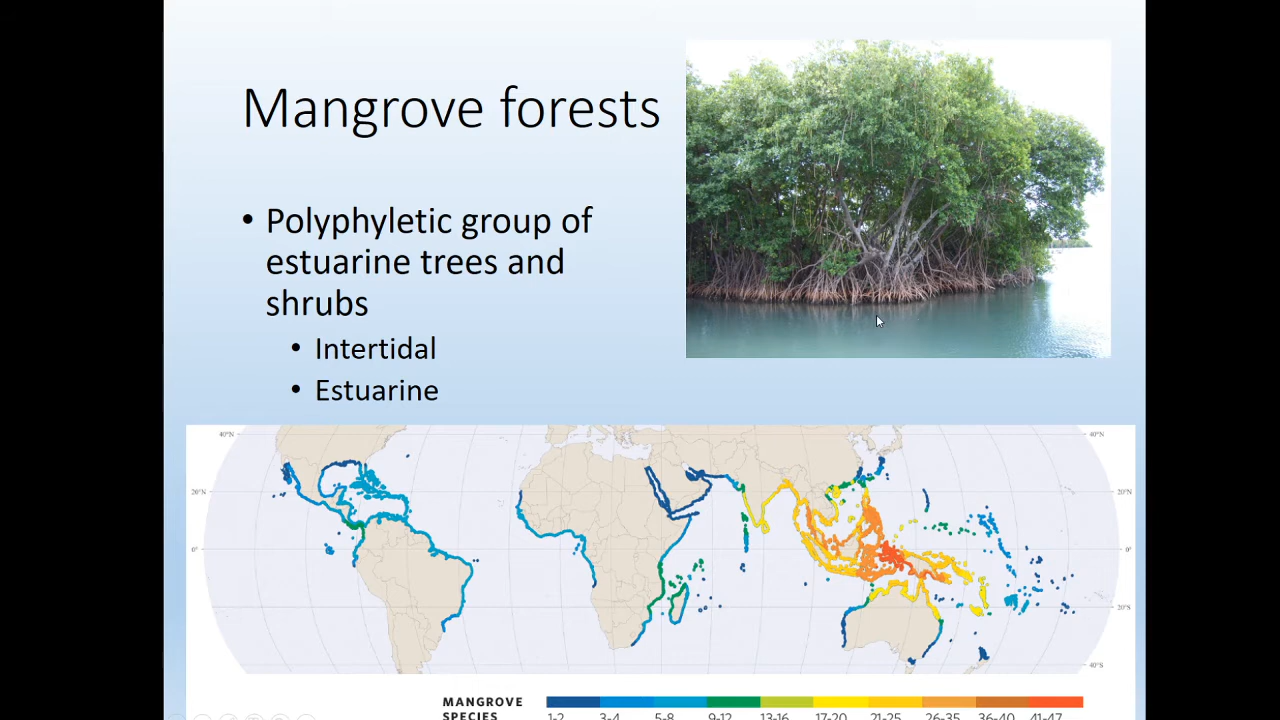 Mangrove forests
• Polyphyletic group of
estuarine trees and
shrubs
• Intertidal
• Estuarine
40°N 40°N
20°N 20°N
0° 0°
20°S
40°S
MANGROVE
SPECIES 1-2 3-4 5-8 9-12 13-16 17-20 21-25 26-35 36-40 41-47